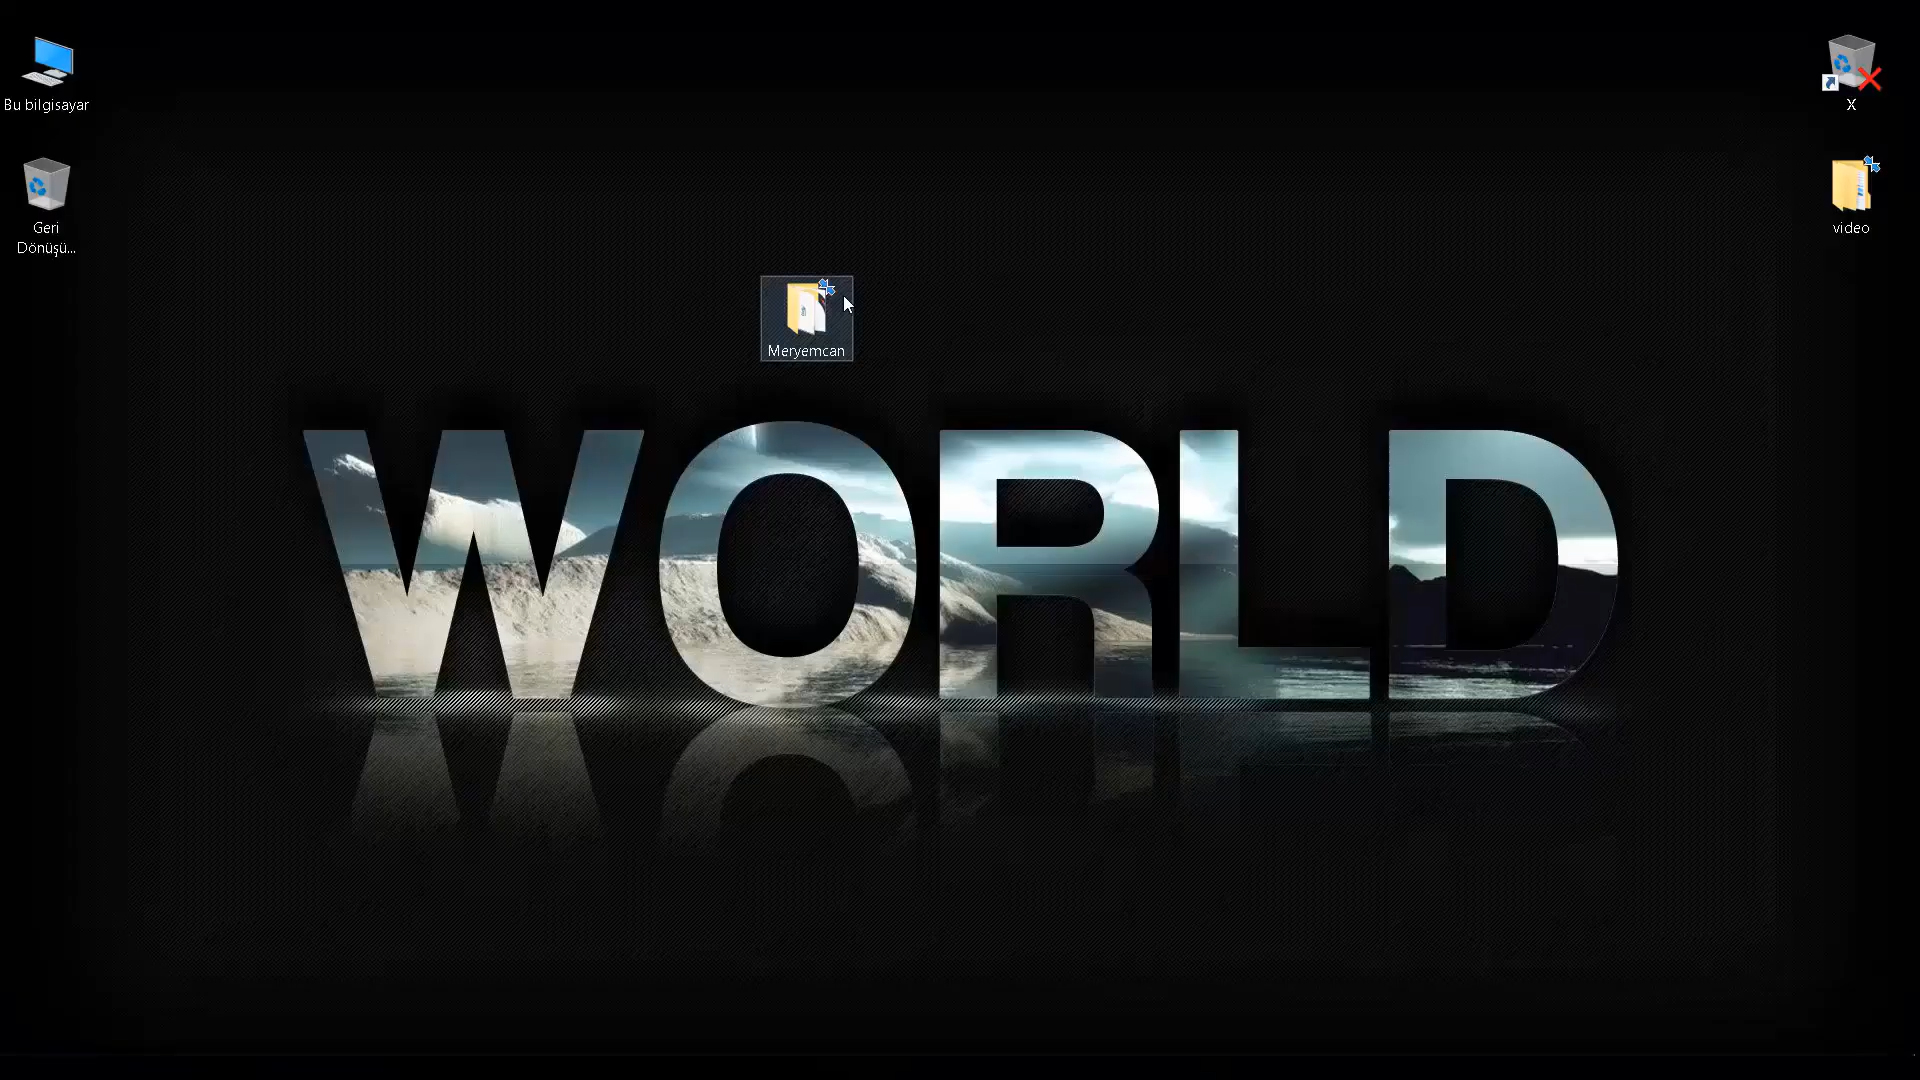 Bu bilgisayar
Geri
Dönüşü...
Meryemcan
X
video
WORLD